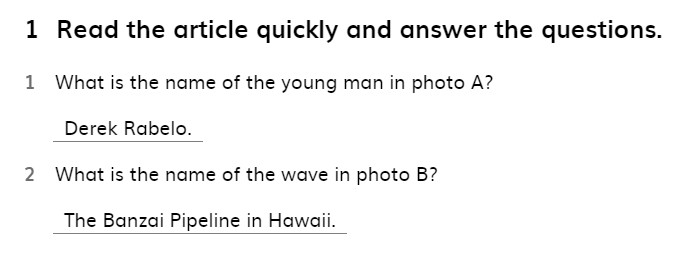 1 Read the article quickly and answer the questions.
1 What is the name of the young man in photo A?
Derek Rabelo.
2 What is the name of the wave in photo B?
The Banzai Pipeline in Hawaii.